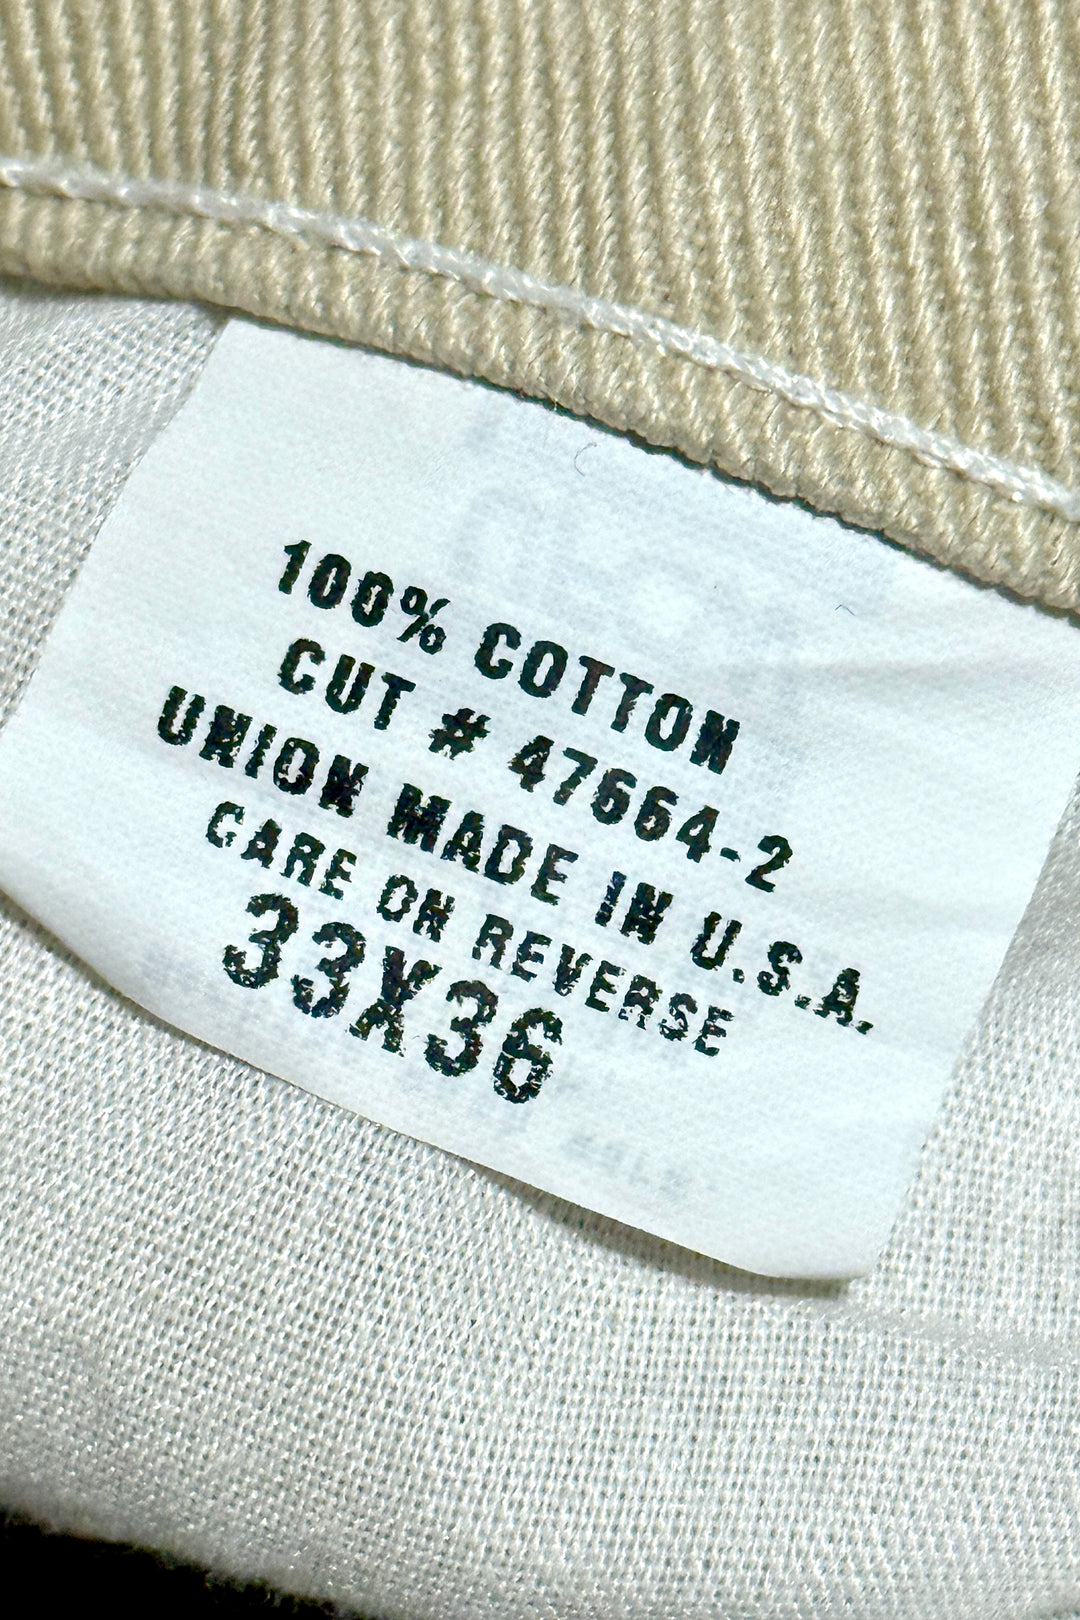 100% COTTON
CUT # 47664-2
UNION MADE IN U.S.A.
CARE ON REVERSE
33X36